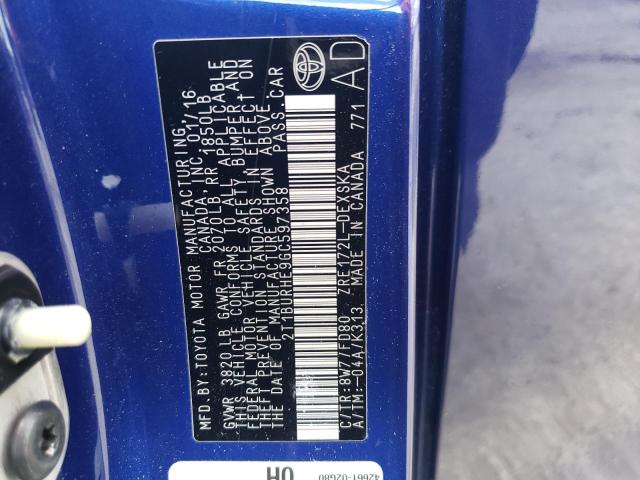 MFD.BY:TOYOTA MOTOR MANUFACTURING
CANADA, INC. 01/16
GVWR 3820LB GAWR FR 2070LB RR 1850LB
THIS VEHICLE CONFORMS TO ALL APPLICABLE
FEDERAL MOTOR VEHICLE SAFETY, BUMPER, AND
THEFT PREVENTION STANDARDS IN EFFECT ON
THE DATE OF MANUFACTURE SHOWN ABOVE.
2T1BURHE9GC597358 PASS.CAR
C/TR:8W7/FD80 ZRE172L-DEXSKA
A/TM:-04A/K313 MADE IN CANADA 771
AD
HO
42661-02G80